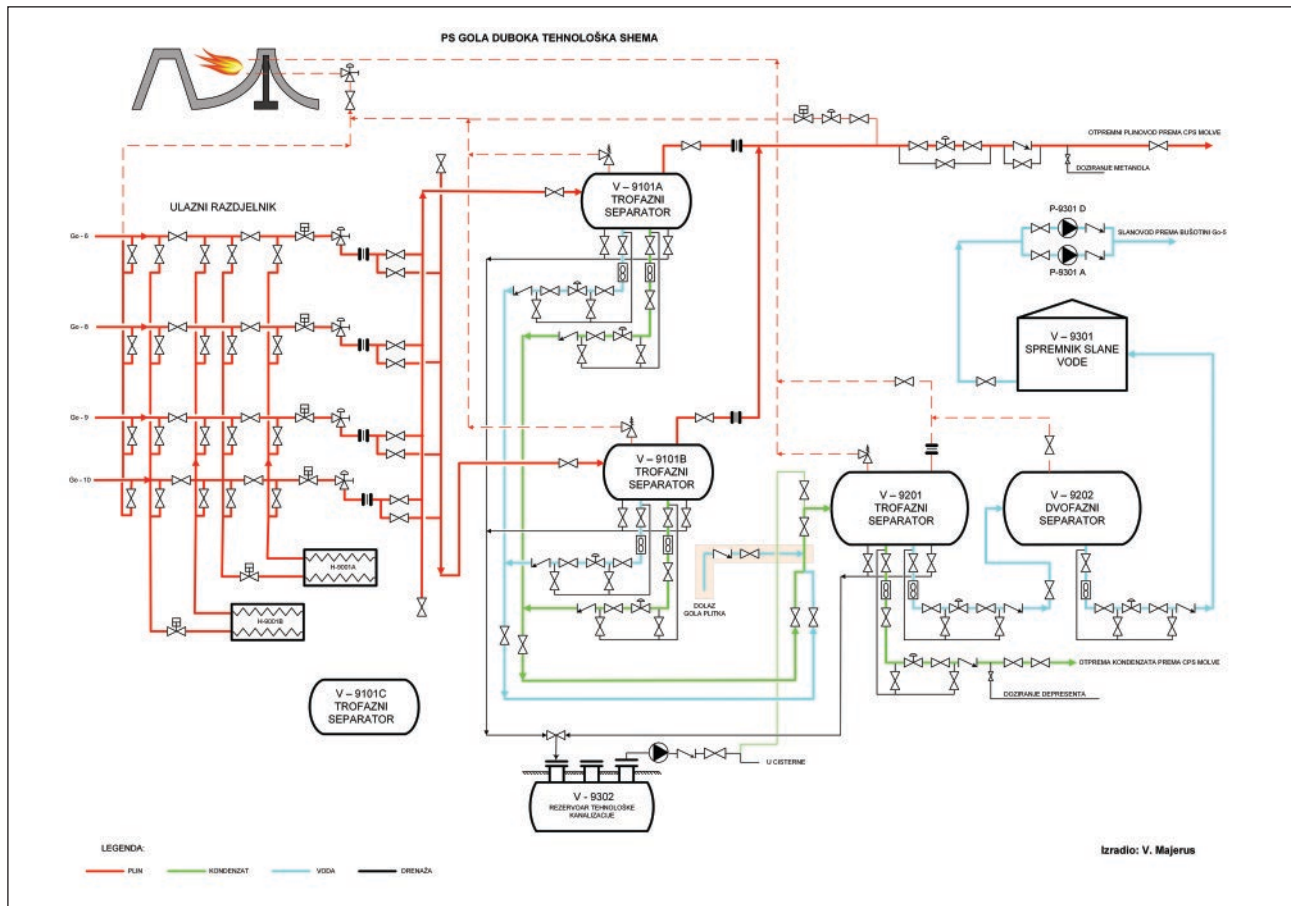 PS GOLA DUBOKA TEHNOLOŠKA SHEMA
OTPREMNI PLINOVOD PREMA CPS MOLVE
DOZIRANJE METANOLA
V – 9101A
TROFAZNI
SEPARATOR
ULAZNI RAZDJELNIK
Go - 6
P-9301 D
SLANOVOD PREMA BUŠOTINI Go-5
P-9301 A
Go - 8
V – 9301
SPREMNIK SLANE
VODE
Go - 9
V – 9101B
TROFAZNI
SEPARATOR
Go - 10
V – 9201
TROFAZNI
SEPARATOR
V – 9202
DVOFAZNI
SEPARATOR
H-9001A
DOLAZ
GOLA PLITKA
H-9001B
OTPREMA KONDENZATA PREMA CPS MOLVE
DOZIRANJE DEPRESENTA
V – 9101C
TROFAZNI
SEPARATOR
U CISTERNE
V - 9302
REZERVOAR TEHNOLOŠKE
KANALIZACIJE
LEGENDA:
PLIN KONDENZAT VODA DRENAŽA
Izradio: V. Majerus